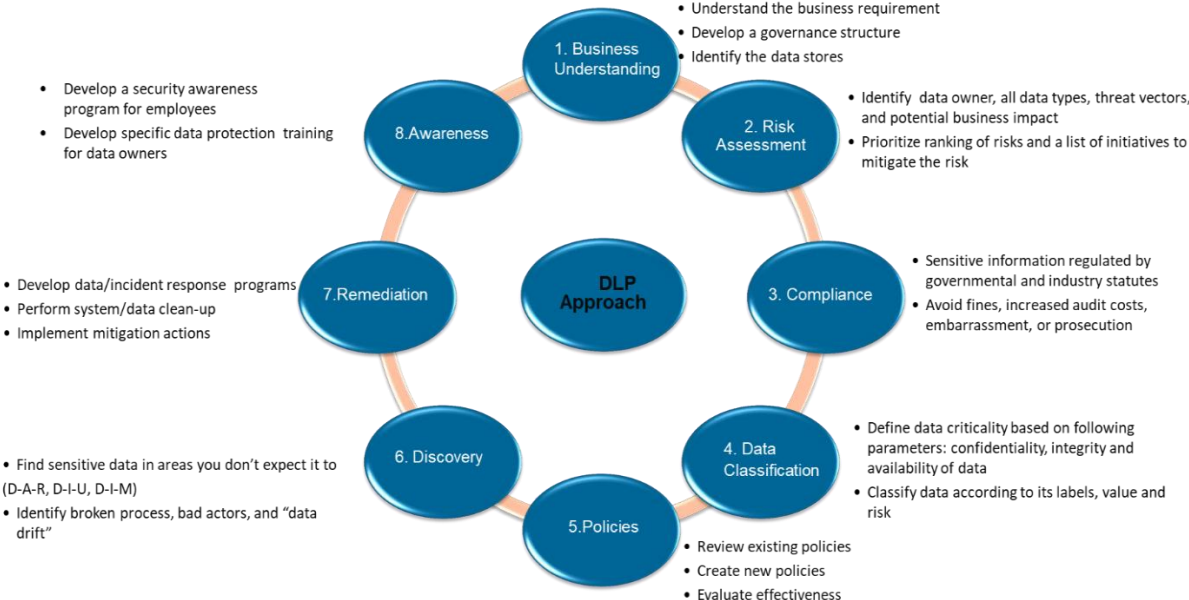 1. Business
Understanding
• Understand the business requirement
• Develop a governance structure
• Identify the data stores
2. Risk
Assessment
• Identify data owner, all data types, threat vectors,
and potential business impact
• Prioritize ranking of risks and a list of initiatives to
mitigate the risk
3. Compliance
• Sensitive information regulated by
governmental and industry statutes
• Avoid fines, increased audit costs,
embarrassment, or prosecution
4. Data
Classification
• Define data criticality based on following
parameters: confidentiality, integrity and
availability of data
• Classify data according to its labels, value and
risk
5.Policies
• Review existing policies
• Create new policies
• Evaluate effectiveness
6. Discovery
• Find sensitive data in areas you don’t expect it to
(D-A-R, D-I-U, D-I-M)
• Identify broken process, bad actors, and “data
drift”
7.Remediation
• Develop data/incident response programs
• Perform system/data clean-up
• Implement mitigation actions
8.Awareness
• Develop a security awareness
program for employees
• Develop specific data protection training
for data owners
DLP
Approach